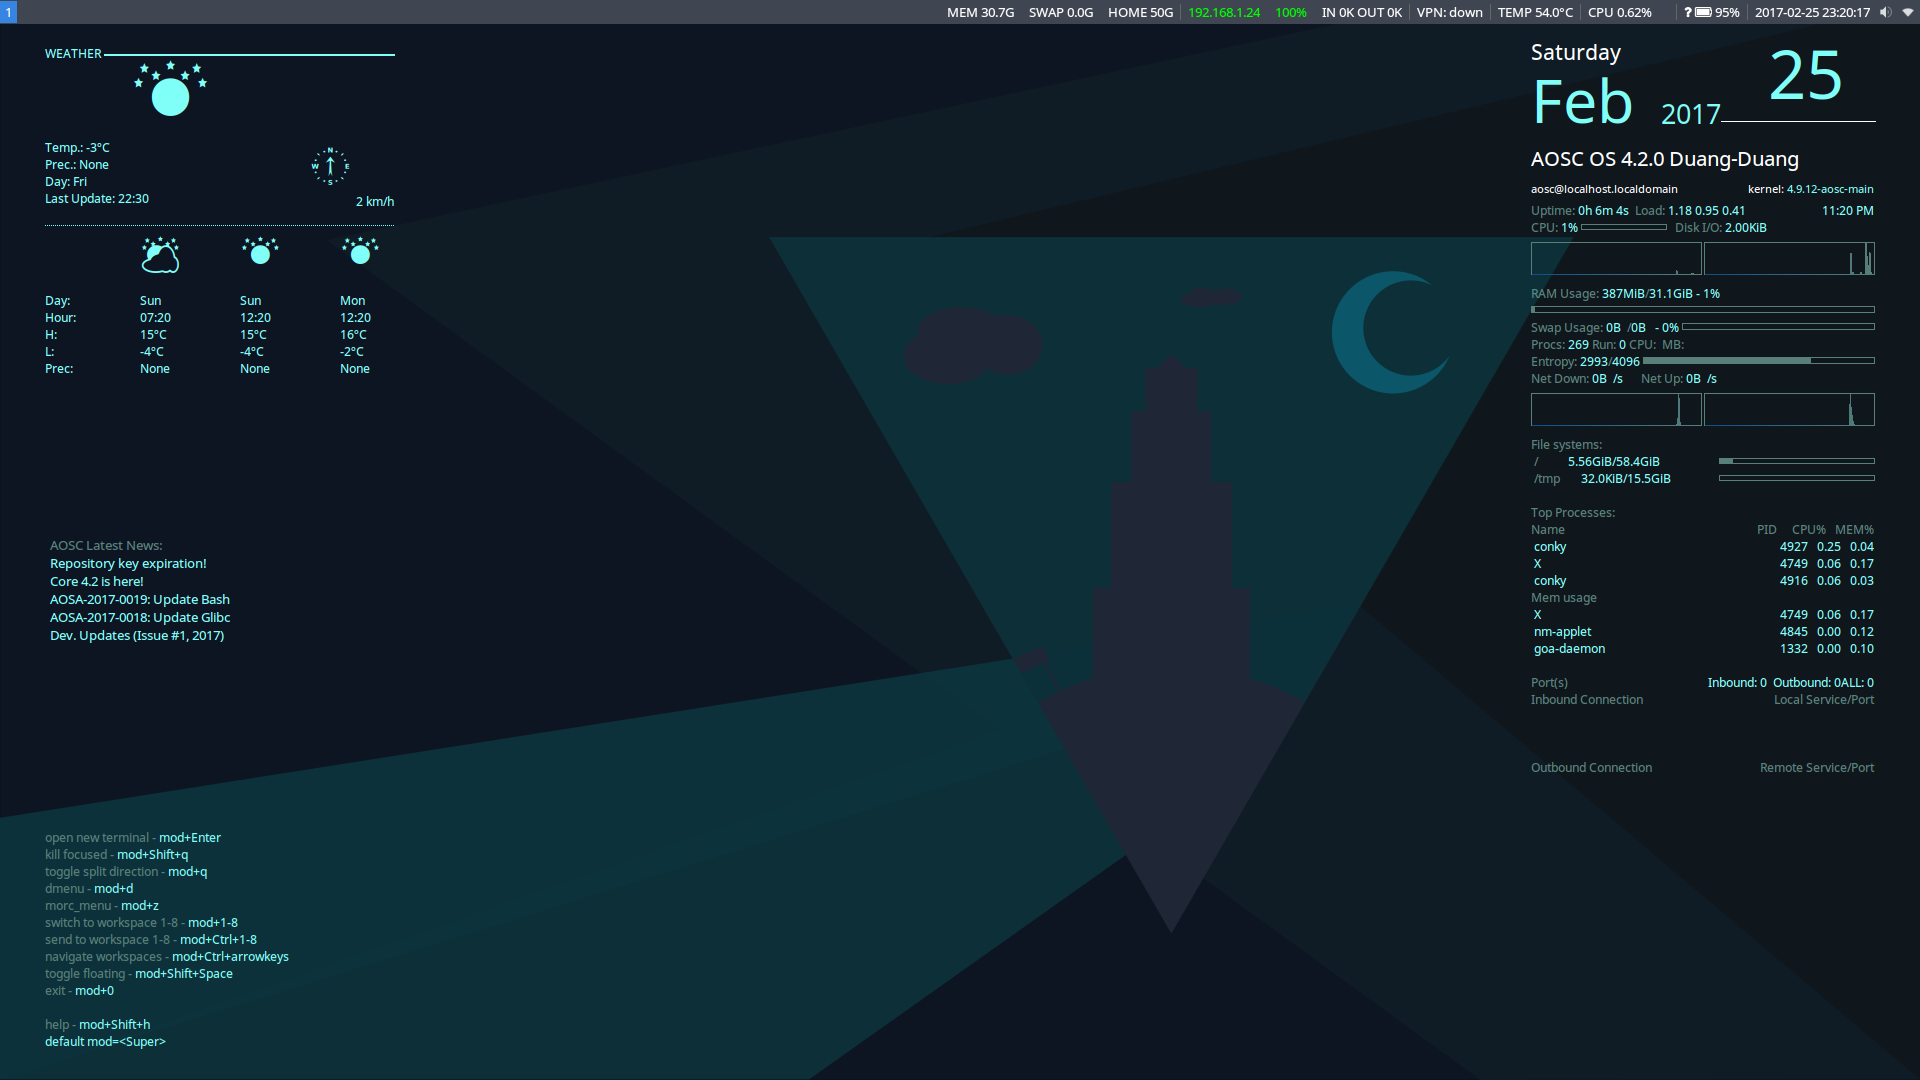 1
MEM 30.7G SWAP 0.0G HOME 50G 192.168.1.24 100% IN 0K OUT 0K VPN: down TEMP 54.0°C CPU 0.62% ? 95% 2017-02-25 23:20:17
WEATHER
N
W E
S
Temp.: -3°C
Prec.: None
Day: Fri
Last Update: 22:30
2 km/h
Day: Sun Sun Mon
Hour: 07:20 12:20 12:20
H: 15°C 15°C 16°C
L: -4°C -4°C -2°C
Prec: None None None
AOSC Latest News:
Repository key expiration!
Core 4.2 is here!
AOSA-2017-0019: Update Bash
AOSA-2017-0018: Update Glibc
Dev. Updates (Issue #1, 2017)
open new terminal - mod+Enter
kill focused - mod+Shift+q
toggle split direction - mod+q
dmenu - mod+d
morc_menu - mod+z
switch to workspace 1-8 - mod+1-8
send to workspace 1-8 - mod+Ctrl+1-8
navigate workspaces - mod+Ctrl+arrowkeys
toggle floating - mod+Shift+Space
exit - mod+0
help - mod+Shift+h
default mod=<Super>
Saturday
25
Feb 2017
AOSC OS 4.2.0 Duang-Duang
aosc@localhost.localdomain kernel: 4.9.12-aosc-main
Uptime: 0h 6m 4s Load: 1.18 0.95 0.41 11:20 PM
CPU: 1% Disk I/O: 2.00KiB
RAM Usage: 387MiB/31.1GiB - 1%
Swap Usage: 0B /0B - 0%
Procs: 269 Run: 0 CPU: MB:
Entropy: 2993/4096
Net Down: 0B /s Net Up: 0B /s
File systems:
/ 5.56GiB/58.4GiB
/tmp 32.0KiB/15.5GiB
Top Processes:
Name PID CPU% MEM%
conky 4927 0.25 0.04
X 4749 0.06 0.17
conky 4916 0.06 0.03
Mem usage
X 4749 0.06 0.17
nm-applet 4845 0.00 0.12
goa-daemon 1332 0.00 0.10
Port(s) Inbound: 0 Outbound: 0ALL: 0
Inbound Connection Local Service/Port
Outbound Connection Remote Service/Port